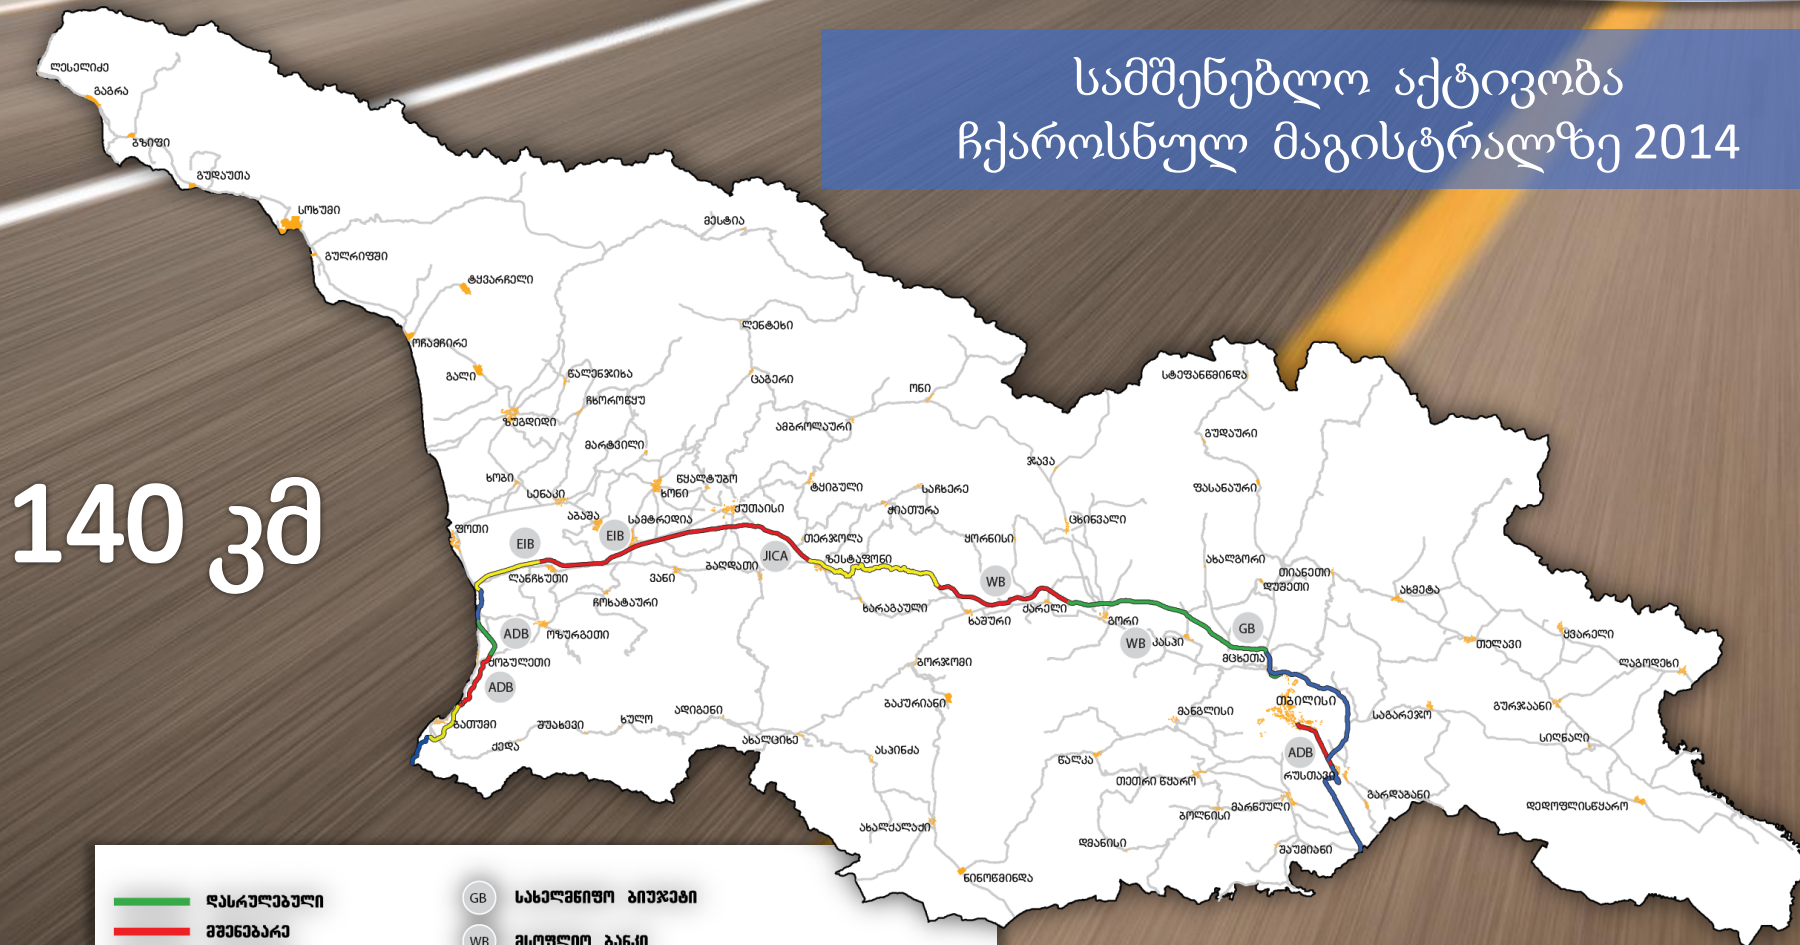 სამშენებლო აქტივობა
ჩქაროსნულ მაგისტრალზე 2014
140 კმ
ლესელიძე
გაგრა
ბზიფი
გუდაუთა
სოხუმი
გულრიფში
ტყვარჩელი
ოჩამჩირე
გალი
მესტია
ლენტეხი
წალენჯიხა
ცაგერი
ჩხოროწყუ
ზუგდიდი
ონი
ამბროლაური
მარტვილი
სტეფანწმინდა
გუდაური
ჯავა
ხობი
სენაკი
წყალტუბო
ხონი
ტყიბული
საჩხერე
ჭიათურა
ფასანაური
აბაშა
სამტრედია
ქუთაისი
ცხინვალი
ფოთი
EIB
EIB
თერჯოლა
ყორნისი
JICA
ზესტაფონი
ბაღდათი
ახალგორი
თიანეთი
დუშეთი
ლანჩხუთი
ვანი
WB
ახმეტა
ჩოხატაური
ხარაგაული
ხაშური
ქარელი
გორი
GB
WB
კასპი
ყვარელი
თელავი
ADB
ოზურგეთი
ქობულეთი
ბორჯომი
მცხეთა
ლაგოდეხი
ADB
ბაკურიანი
თბილისი
გურჯაანი
მანგლისი
საგარეჯო
ბათუმი
შუახევი
ხულო
ადიგენი
ქედა
ახალციხე
ასპინძა
სიღნაღი
წალკა
ADB
რუსთავი
თეთრი წყარო
გარდაბანი
მარნეული
ბოლნისი
დედოფლისწყარო
ახალქალაქი
დმანისი
შაუმიანი
ნინოწმინდა
დასრულებული
მშენებარე
GB სახელმწიფო ბიუჯეტი
WB მსოფლიო ბანკი